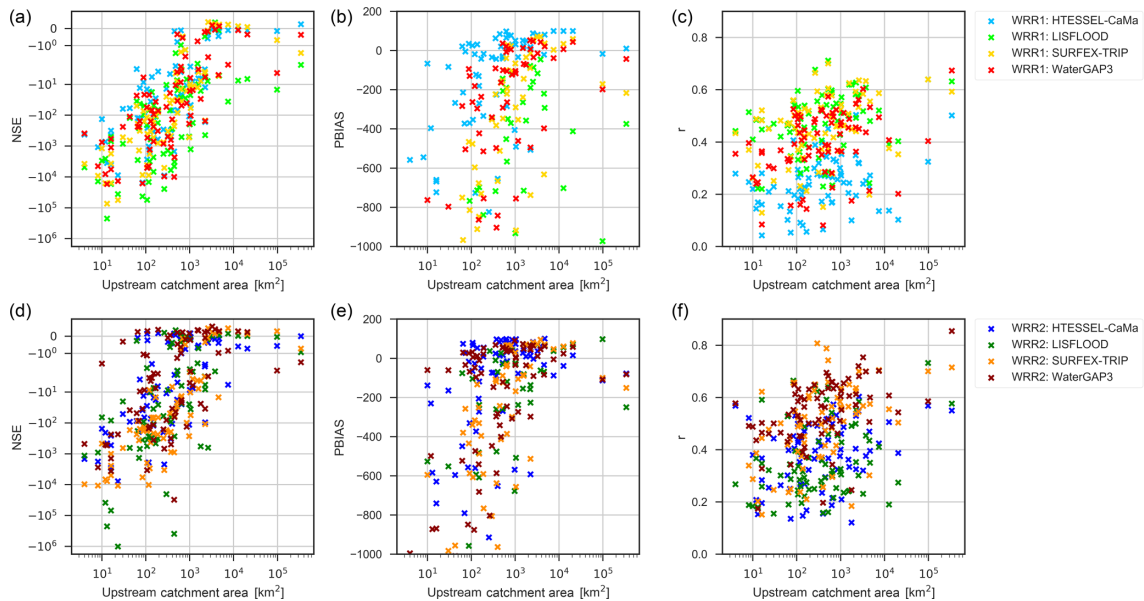 (a)
(b)
(c)
0
−10⁰
−10¹
−10²
−10³
−10⁴
−10⁵
−10⁶
NSE
10¹ 10² 10³ 10⁴ 10⁵
Upstream catchment area [km²]
200
0
−200
−400
−600
−800
−1000
PBIAS
10¹ 10² 10³ 10⁴ 10⁵
Upstream catchment area [km²]
0.8
0.6
0.4
0.2
0.0
r
10¹ 10² 10³ 10⁴ 10⁵
Upstream catchment area [km²]
WRR1: HTESSEL-CaMa
WRR1: LISFLOOD
WRR1: SURFEX-TRIP
WRR1: WaterGAP3
(d)
(e)
(f)
0
−10⁰
−10¹
−10²
−10³
−10⁴
−10⁵
−10⁶
NSE
10¹ 10² 10³ 10⁴ 10⁵
Upstream catchment area [km²]
200
0
−200
−400
−600
−800
−1000
PBIAS
10¹ 10² 10³ 10⁴ 10⁵
Upstream catchment area [km²]
0.8
0.6
0.4
0.2
0.0
r
10¹ 10² 10³ 10⁴ 10⁵
Upstream catchment area [km²]
WRR2: HTESSEL-CaMa
WRR2: LISFLOOD
WRR2: SURFEX-TRIP
WRR2: WaterGAP3